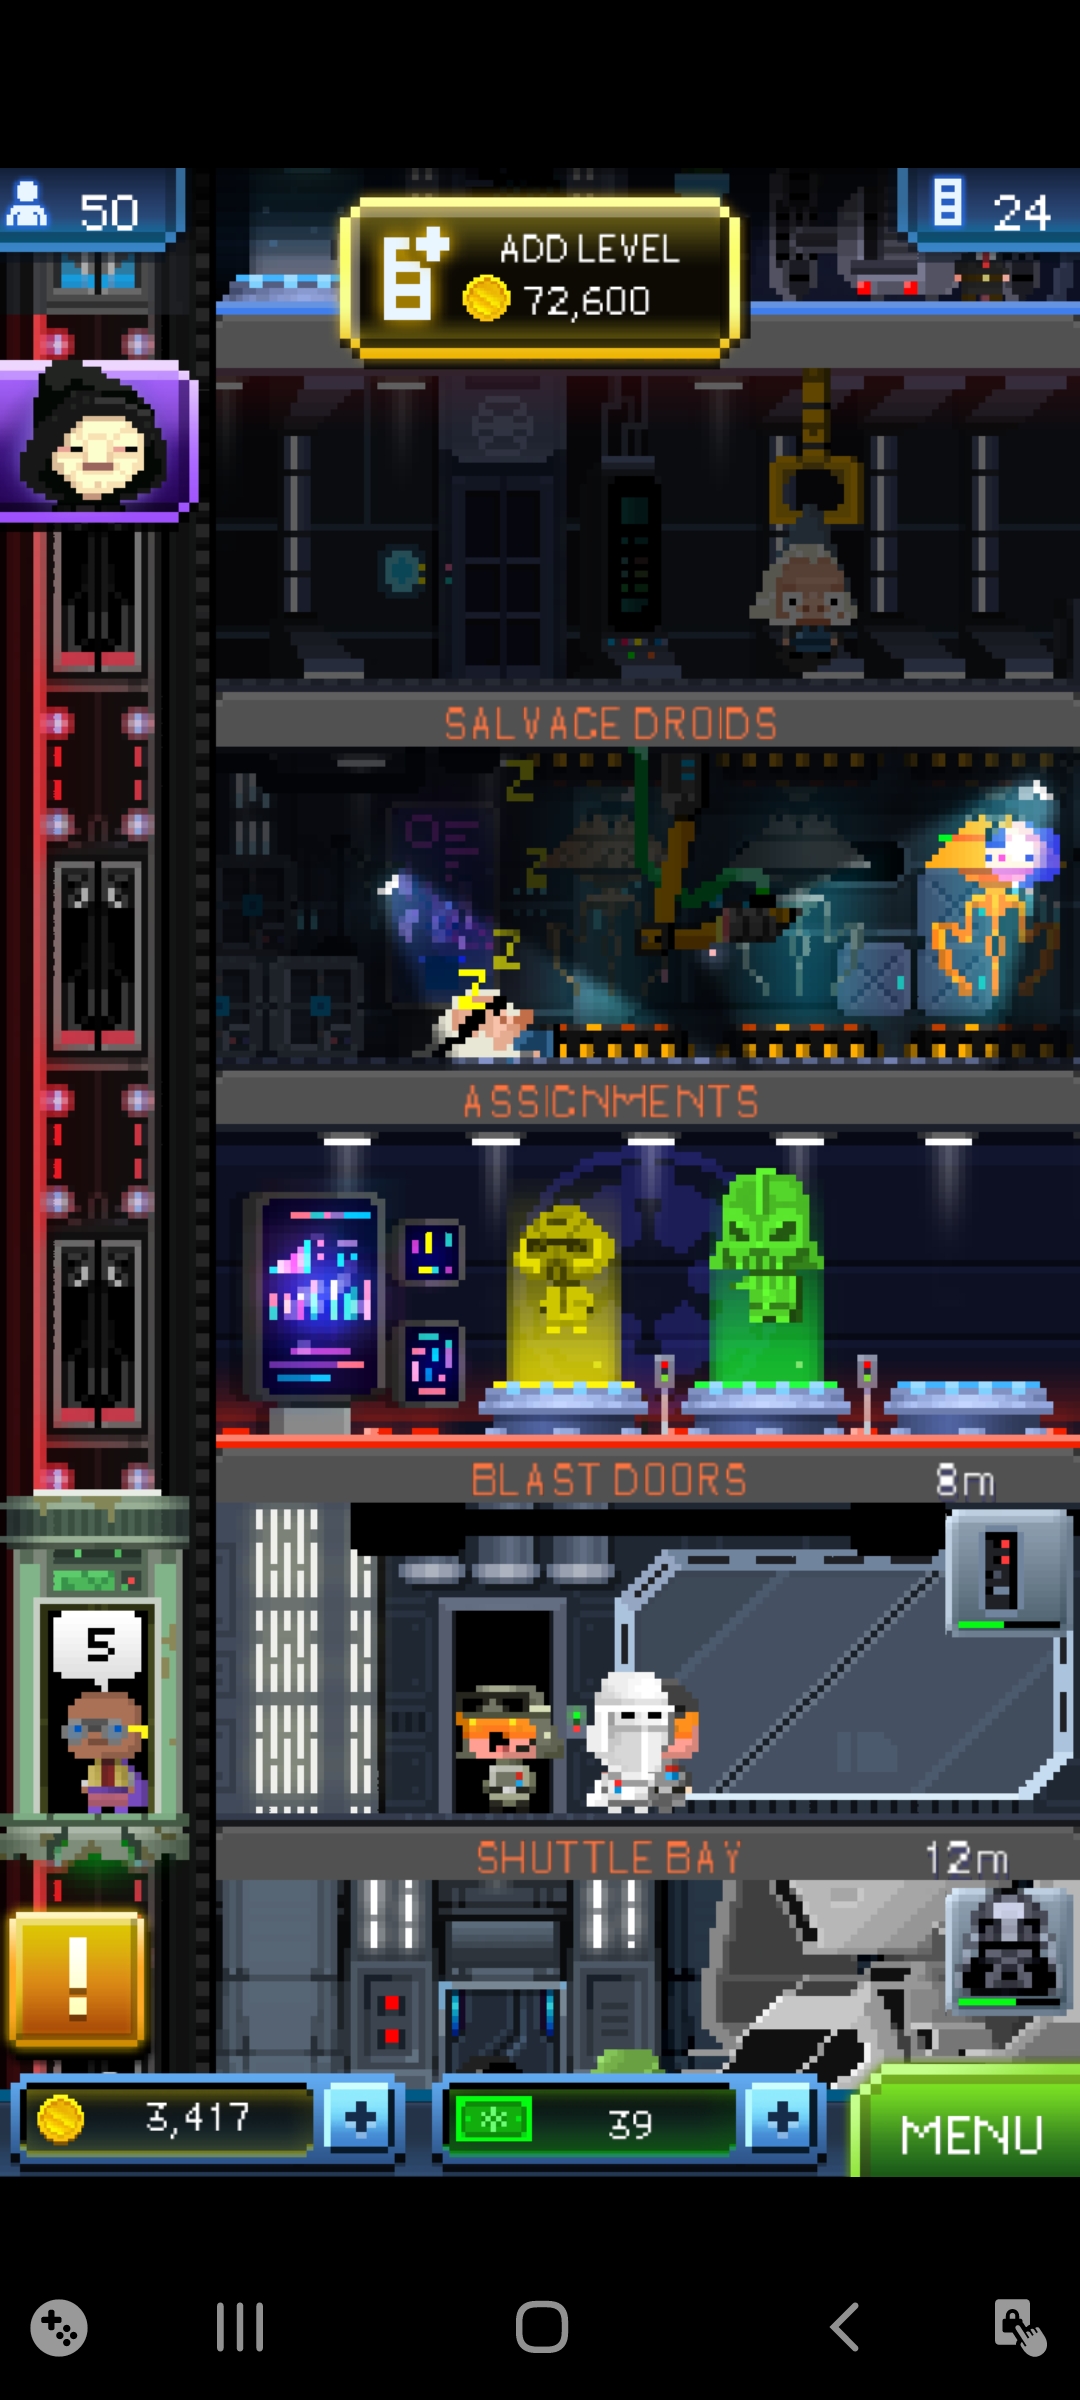 50
ADD LEVEL
72,600
24
SALVAGE DROIDS
Z
Z
Z
Z
ASSIGNMENTS
BLAST DOORS 8m
5
SHUTTLE BAY 12m
!
3,417
39
MENU